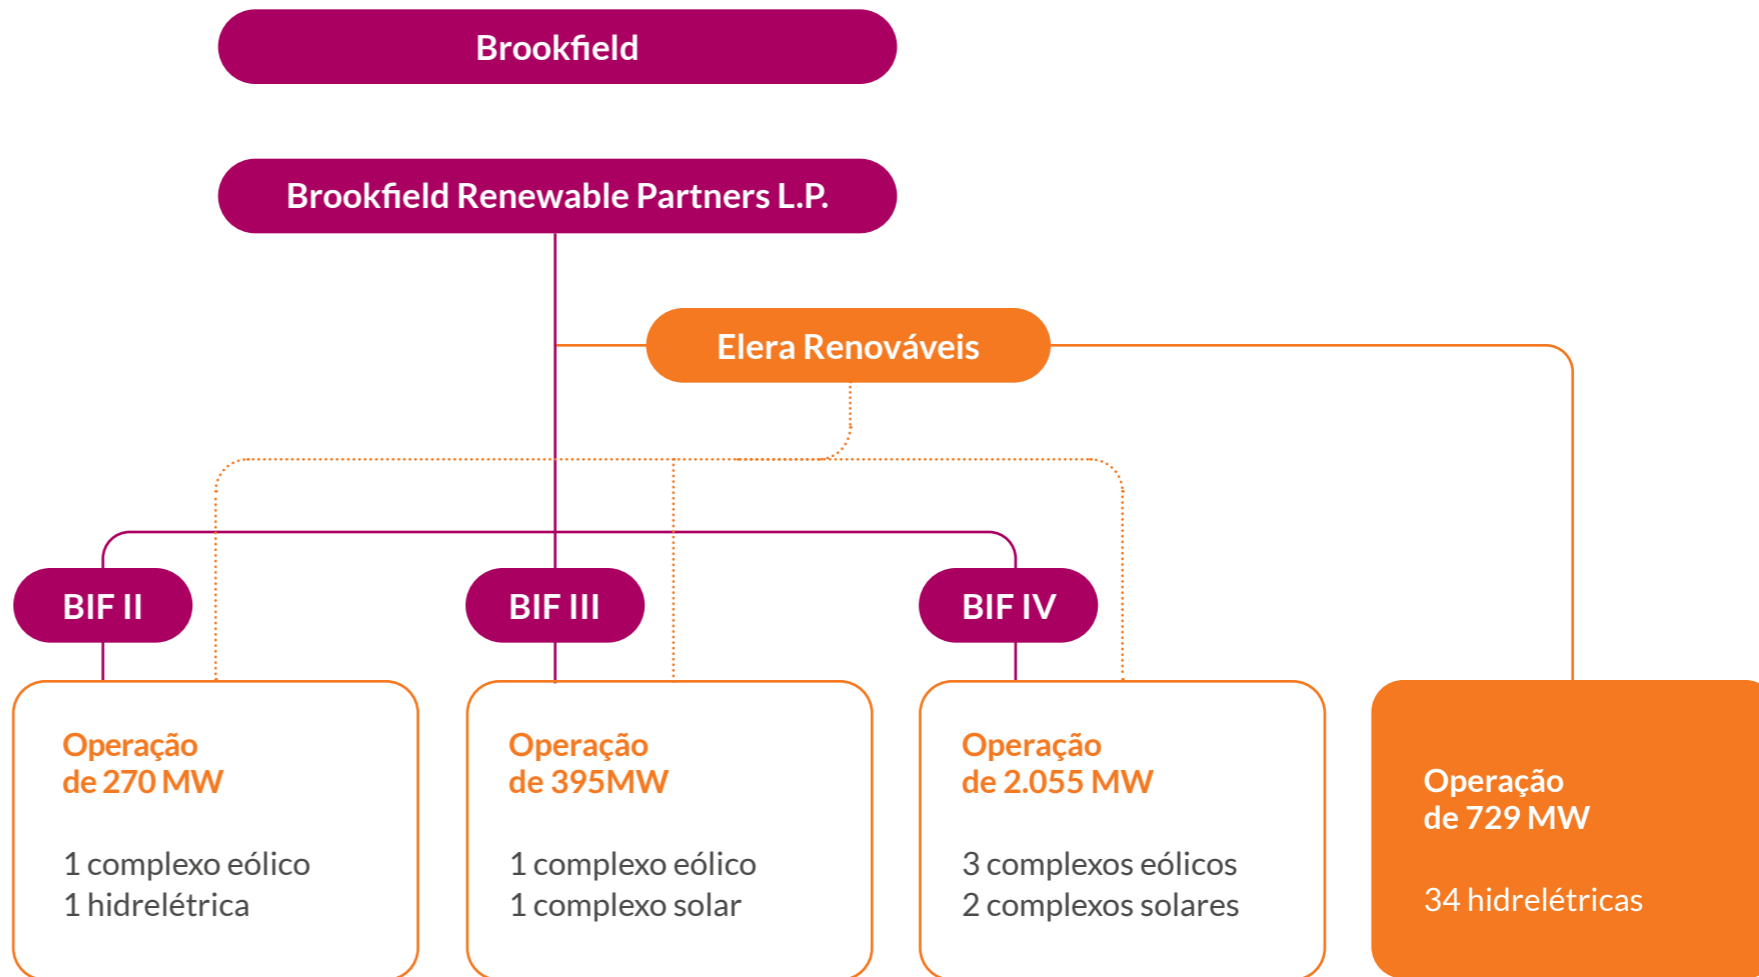 Brookfield
Brookfield Renewable Partners L.P.
Elera Renováveis
BIF II
BIF III
BIF IV
Operação
de 270 MW
1 complexo eólico
1 hidrelétrica
Operação
de 395MW
1 complexo eólico
1 complexo solar
Operação
de 2.055 MW
3 complexos eólicos
2 complexos solares
Operação
de 729 MW
34 hidrelétricas